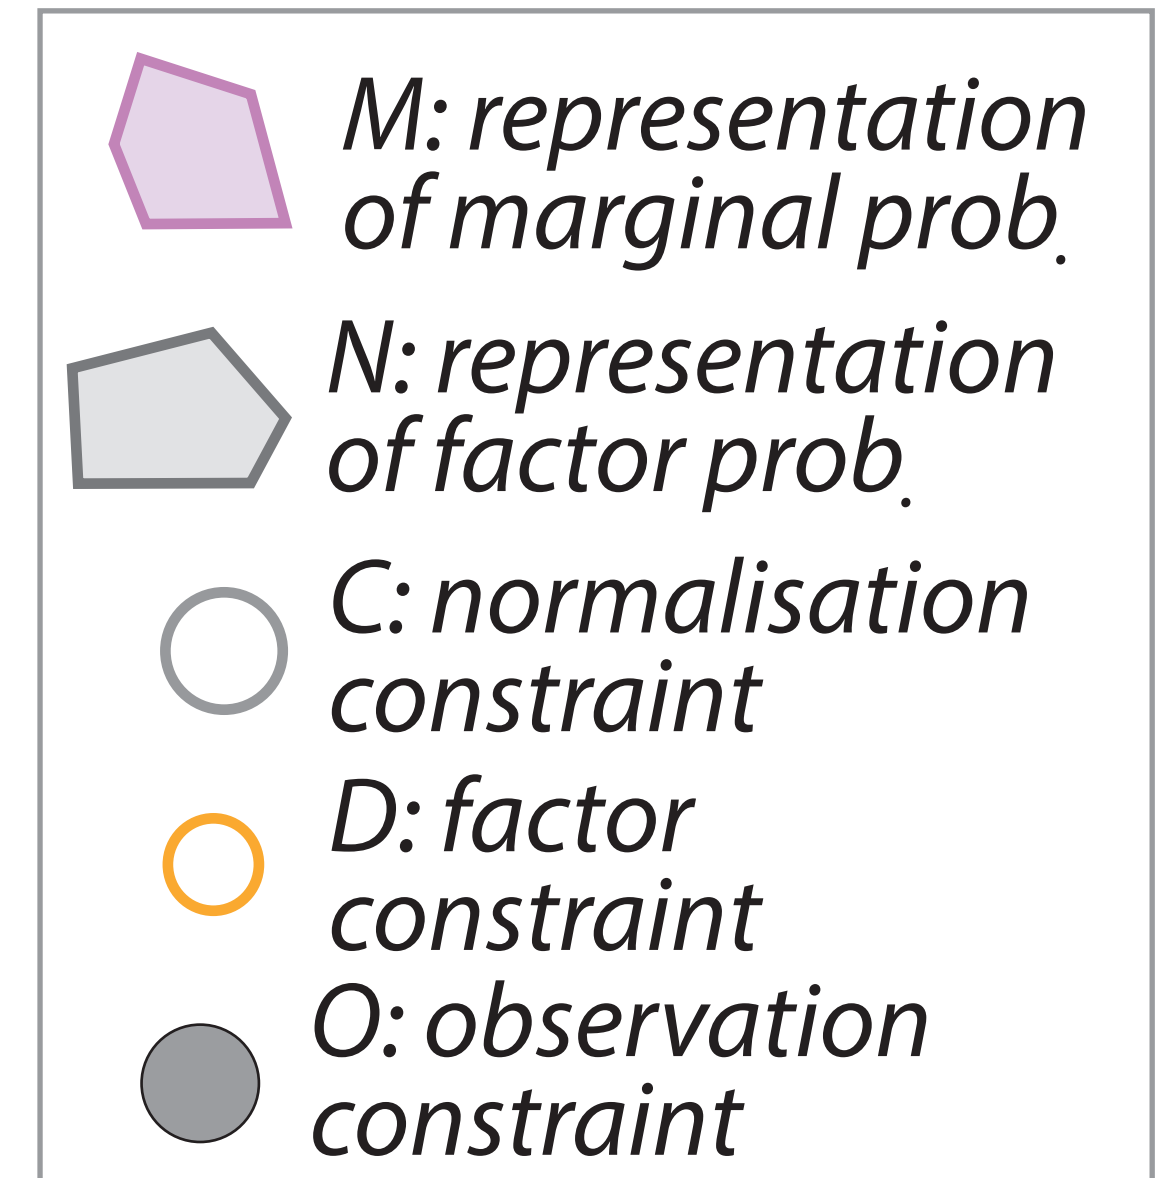 M: representation
of marginal prob.
N: representation
of factor prob.
C: normalisation
constraint
D: factor
constraint
O: observation
constraint